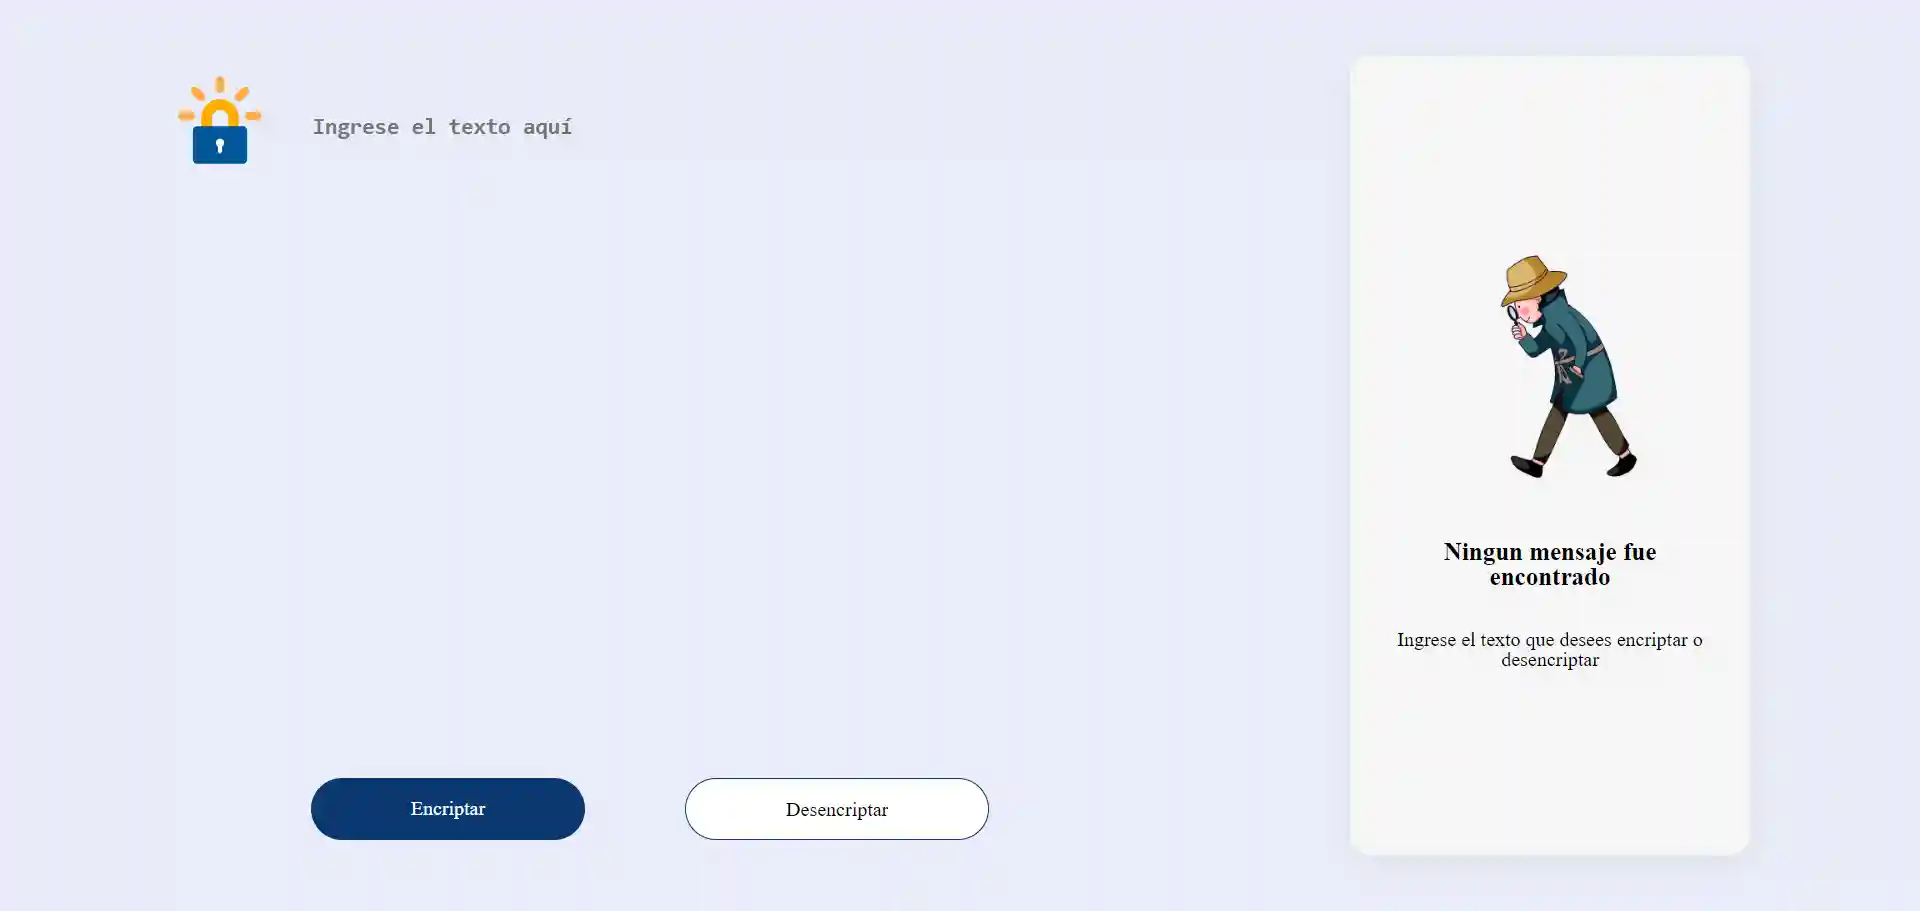 Ingrese el texto aquí
Ningun mensaje fue
encontrado
Ingrese el texto que desees encriptar o
desencriptar
Encriptar
Desencriptar